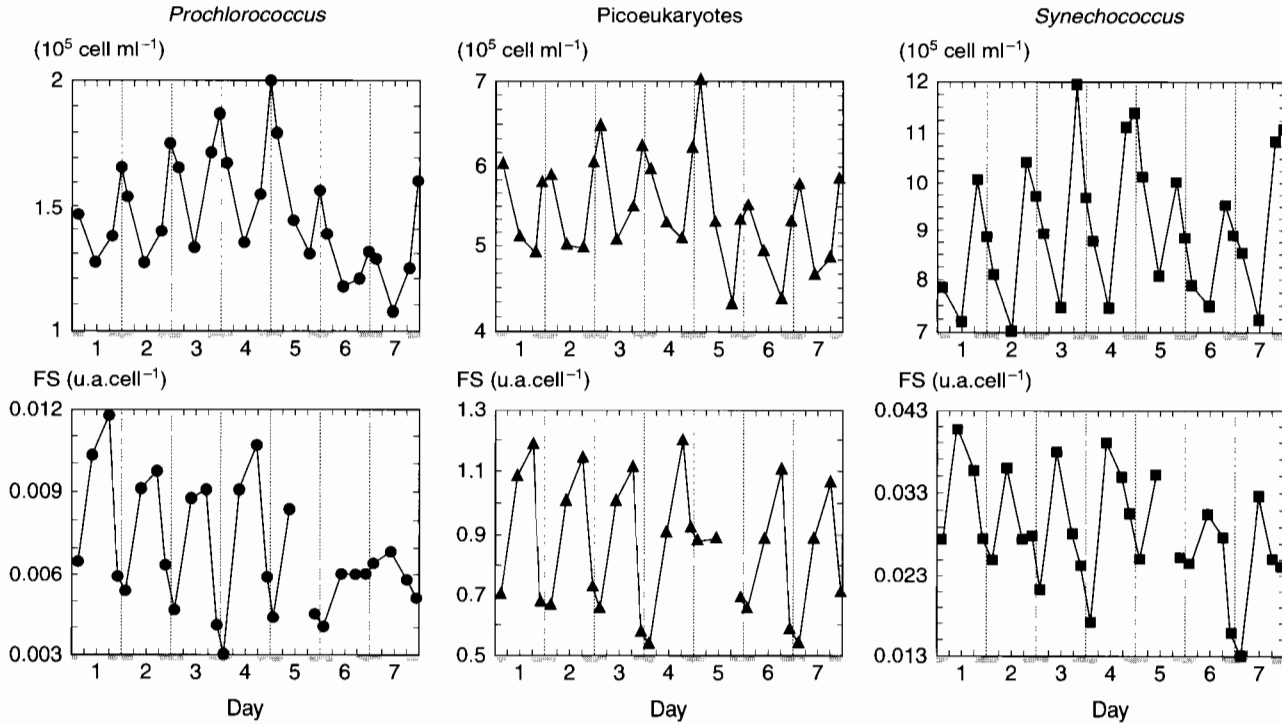 Prochlorococcus
Picoeukaryotes
Synechococcus
(10⁵ cell ml⁻¹)
(10⁵ cell ml⁻¹)
(10⁵ cell ml⁻¹)
2
1.5
1
1 2 3 4 5 6 7
7
6
5
4
1 2 3 4 5 6 7
12
11
10
9
8
7
1 2 3 4 5 6 7
FS (u.a.cell⁻¹)
FS (u.a.cell⁻¹)
FS (u.a.cell⁻¹)
0.012
0.009
0.006
0.003
1 2 3 4 5 6 7
Day
1.3
1.1
0.9
0.7
0.5
1 2 3 4 5 6 7
Day
0.043
0.033
0.023
0.013
1 2 3 4 5 6 7
Day